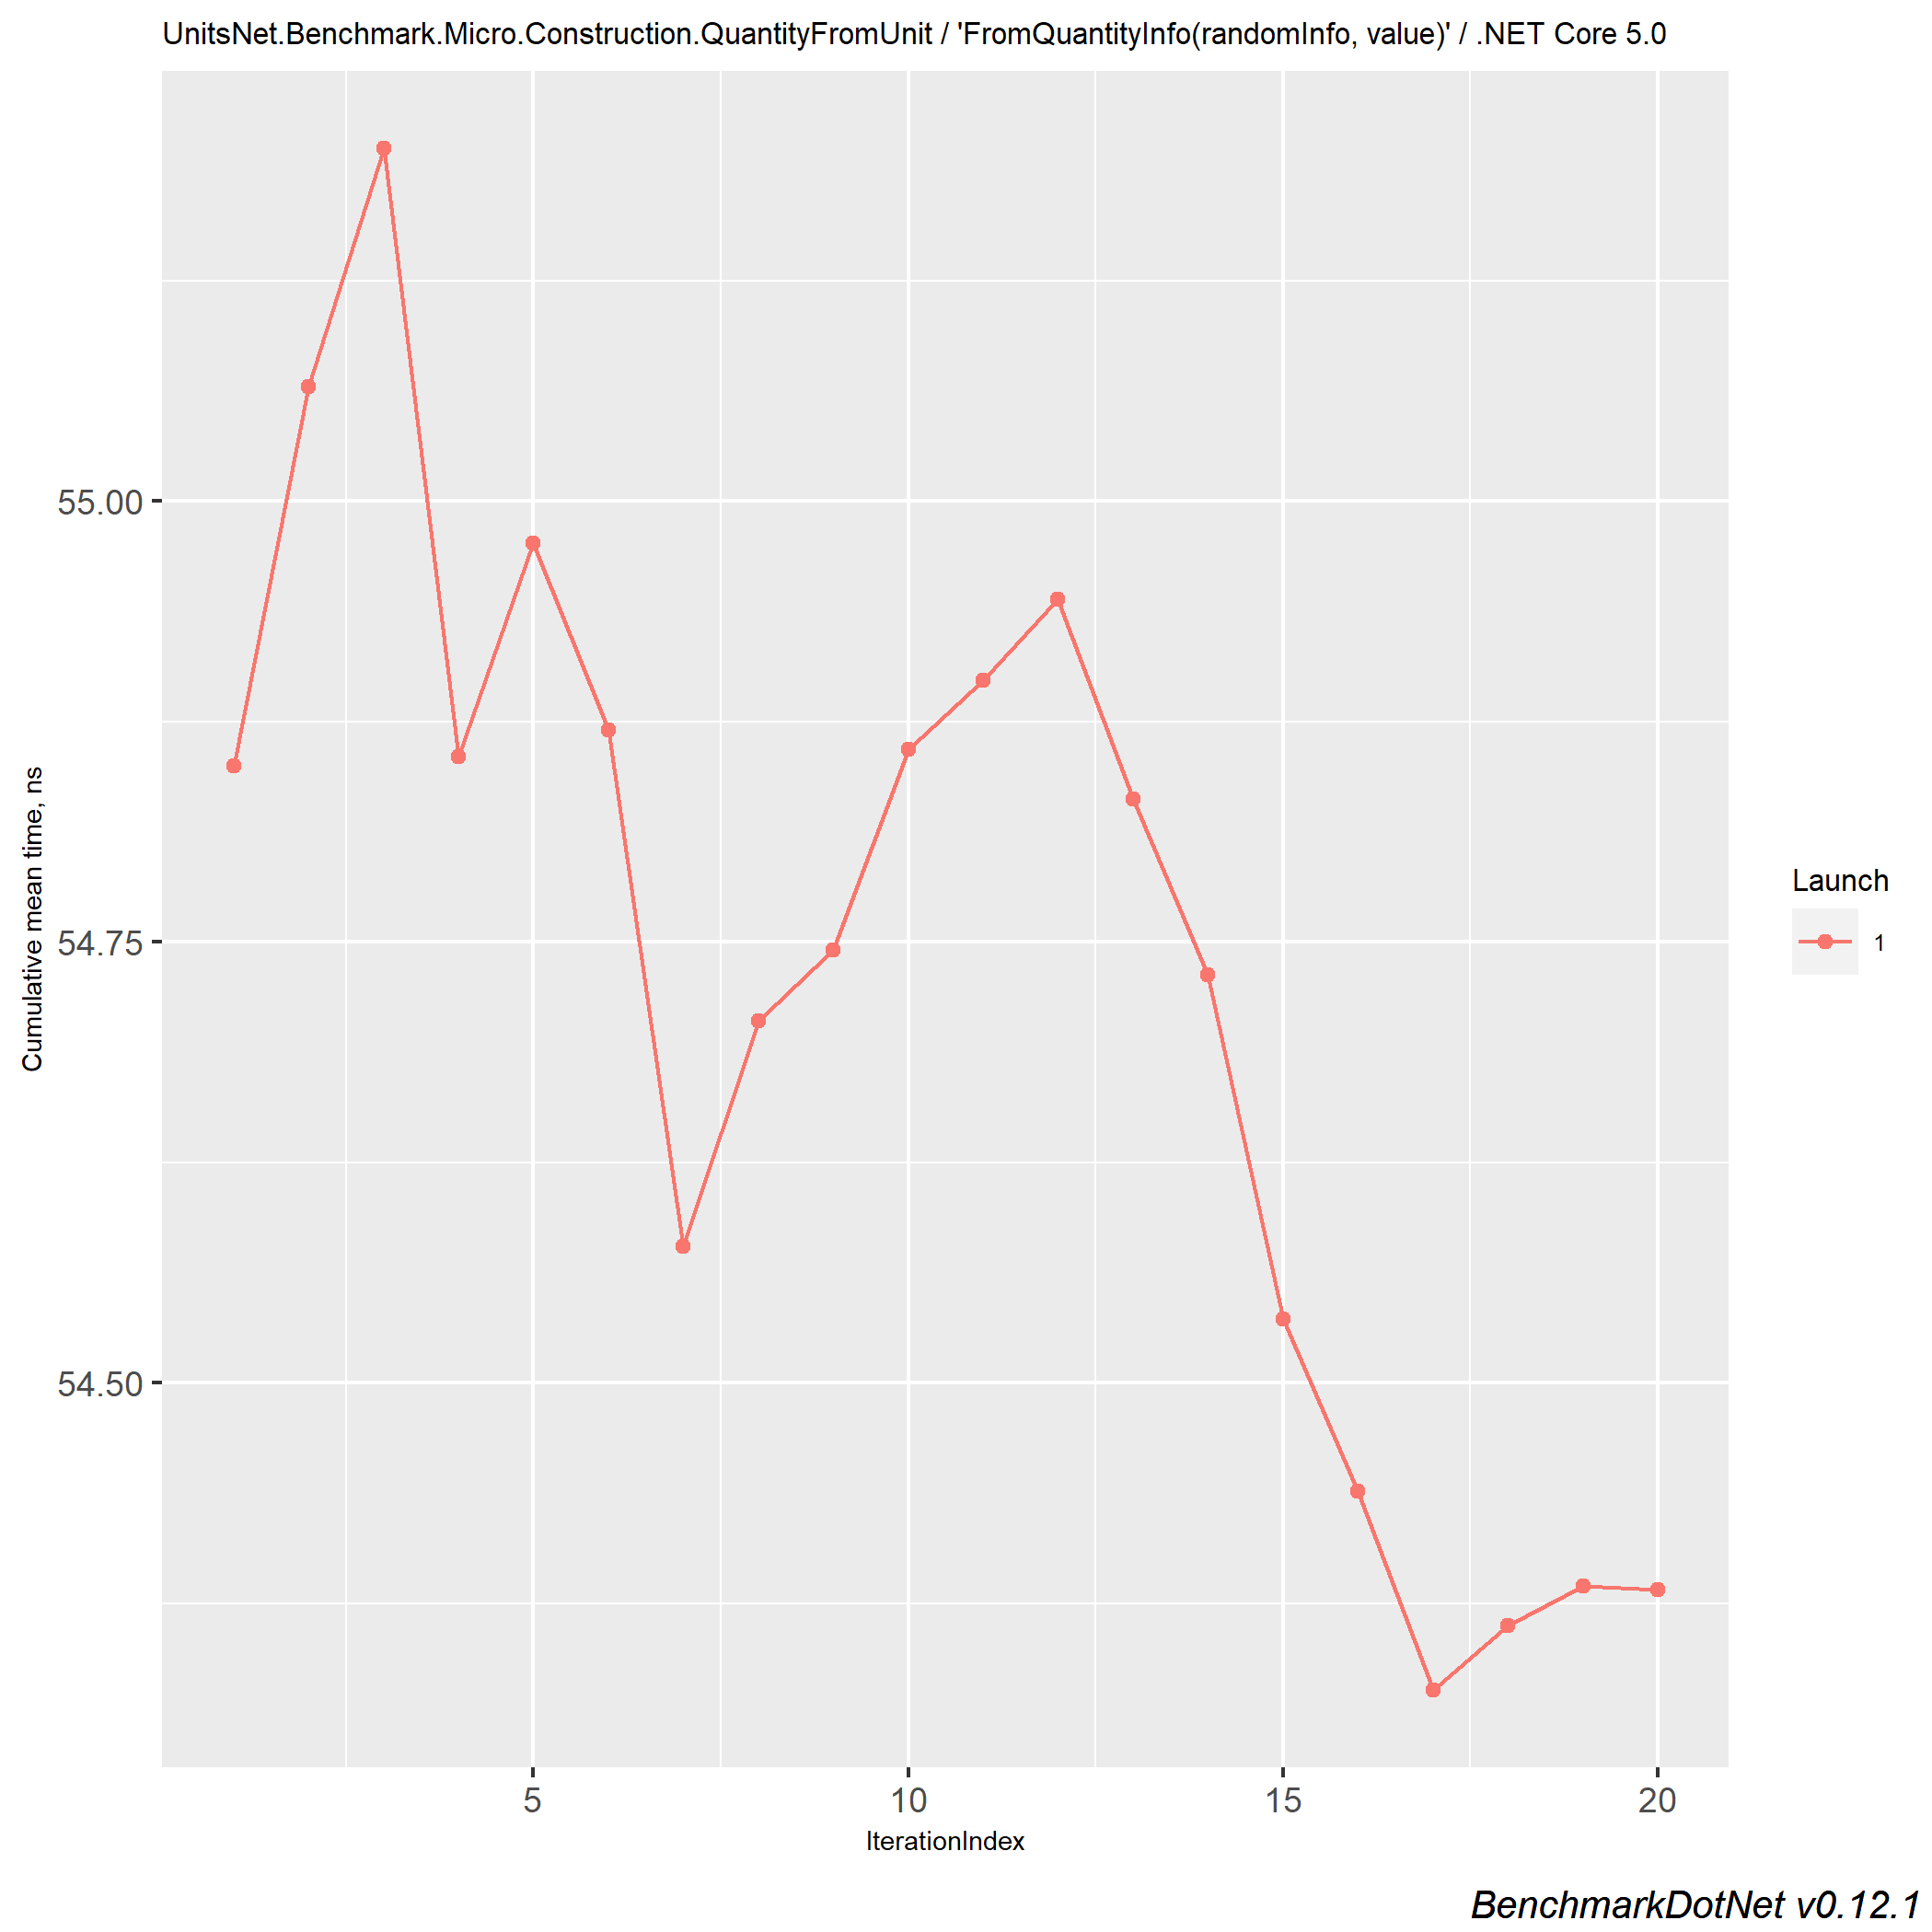 UnitsNet.Benchmark.Micro.Construction.QuantityFromUnit / 'FromQuantityInfo(randomInfo, value)' / .NET Core 5.0
Cumulative mean time, ns
55.00
54.75
54.50
5
10
15
20
IterationIndex
Launch
1
BenchmarkDotNet v0.12.1